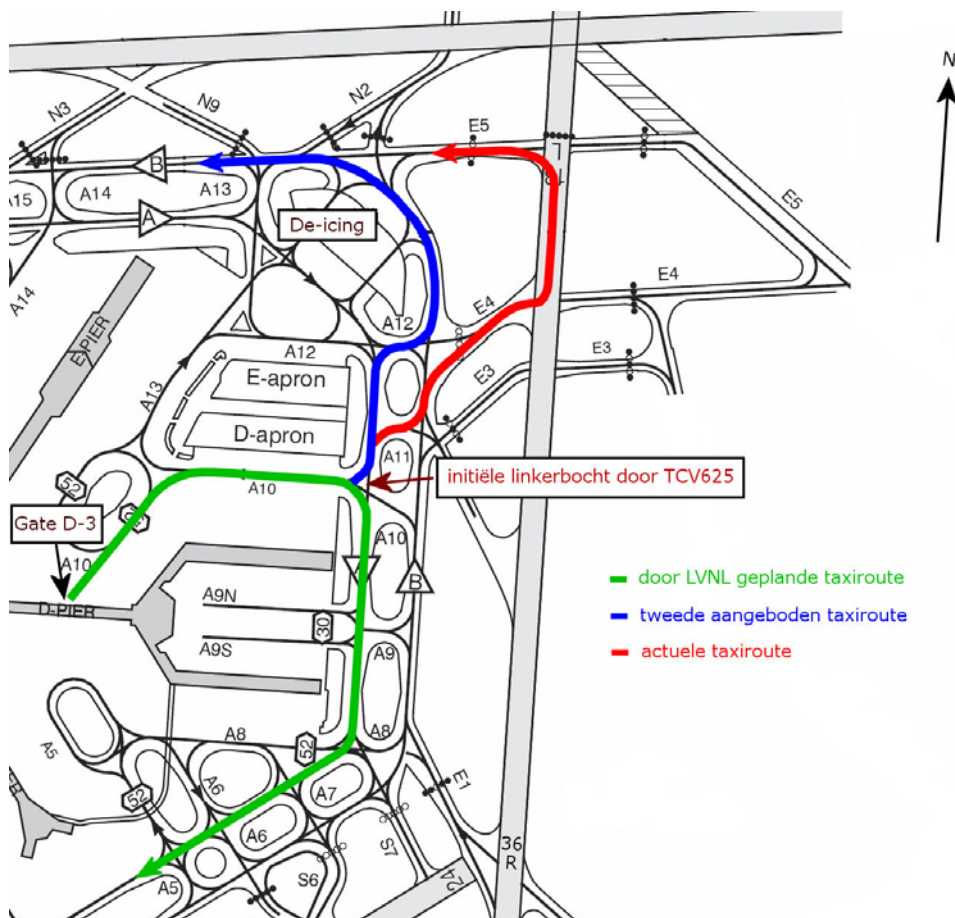 N
N3
N9
N2
E5
B
L
18
A14
A13
A15
A
De-icing
E5
E4
A14
E-PIER
A12
E4
A12
E3
E3
E-apron
A13
D-apron
A11
initiële linkerbocht door TCV625
52
A10
Gate D-3
A10
A10
B
door LVNL geplande taxiroute
D-PIER
A9N
30
tweede aangeboden taxiroute
A9S
A9
actuele taxiroute
A8
A8
52
A5
A6
E1
52
A7
A6
S7
36
R
24
A5
S6